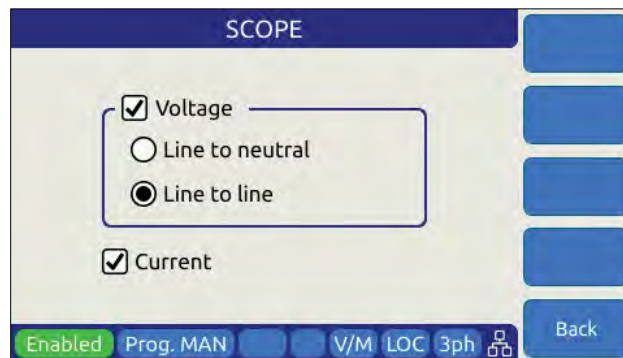 SCOPE
Voltage
Line to neutral
Line to line
Current
Back
Enabled Prog. MAN V/M LOC 3ph